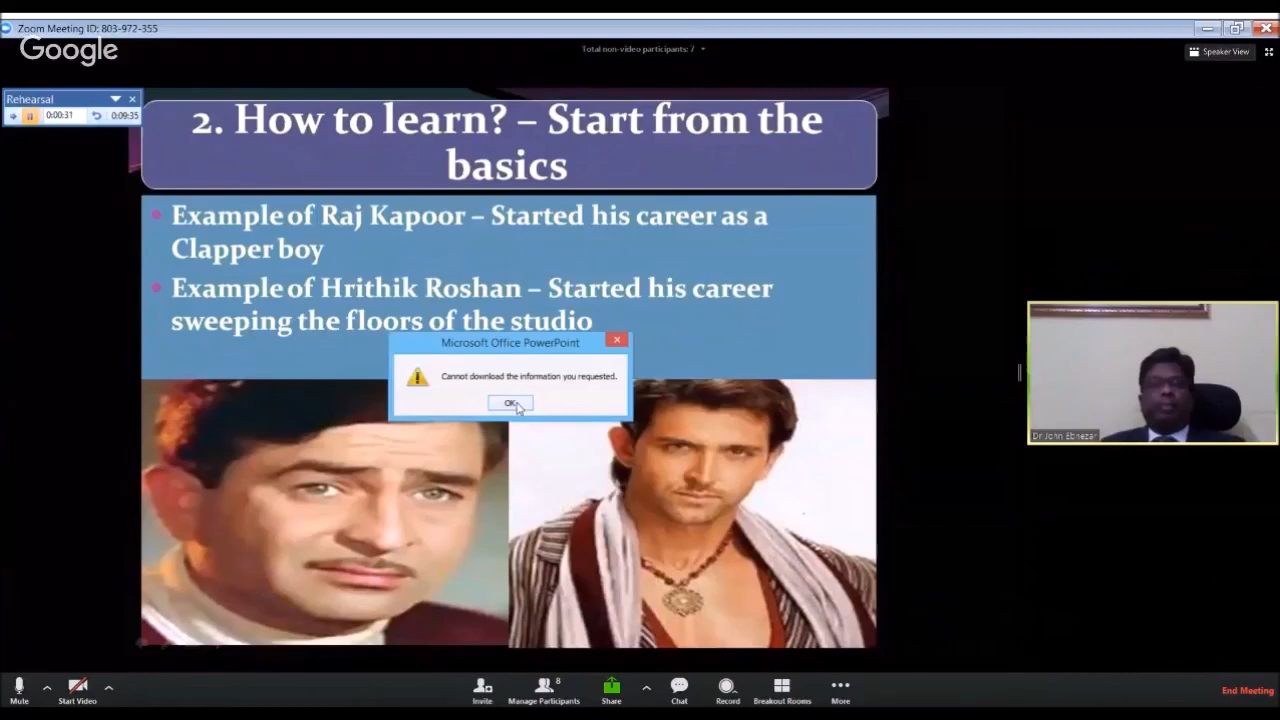 Zoom Meeting ID: 803-972-355
Google
Total non-video participants: 7
Speaker View
Rehearsal
0:00:31
0:09:35
2. How to learn? – Start from the
basics
Example of Raj Kapoor – Started his career as a
Clapper boy
Example of Hrithik Roshan – Started his career
sweeping the floors of the studio
Microsoft Office PowerPoint
Cannot download the information you requested.
OK
Dr John Ebnezar
Mute
Start Video
Invite
8
Manage Participants
Share
Chat
Record
Breakout Rooms
More
End Meeting